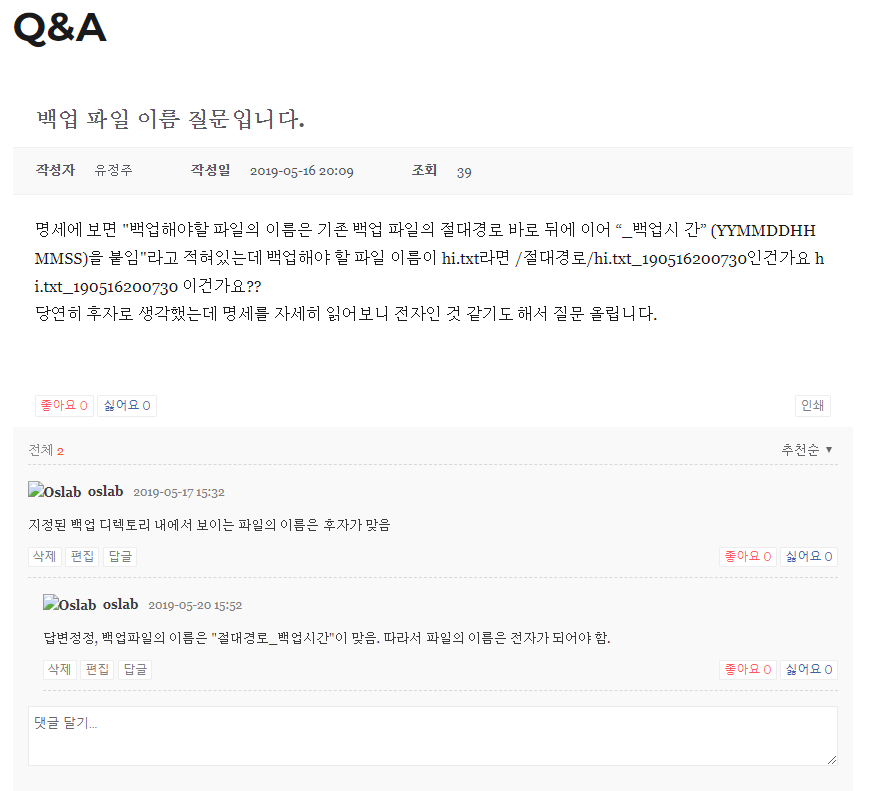 Q&A
백업 파일 이름 질문입니다.
작성자 유정주 작성일 2019-05-16 20:09 조회 39
명세에 보면 "백업해야할 파일의 이름은 기존 백업 파일의 절대경로 바로 뒤에 이어 “_백업시 간” (YYMMDDHH
MMSS)을 붙임"라고 적혀있는데 백업해야 할 파일 이름이 hi.txt라면 /절대경로/hi.txt_190516200730인건가요 h
i.txt_190516200730 이건가요??
당연히 후자로 생각했는데 명세를 자세히 읽어보니 전자인 것 같기도 해서 질문 올립니다.
좋아요 0 싫어요 0 인쇄
전체 2 추천순 ▼
Oslab oslab 2019-05-17 15:32
지정된 백업 디렉토리 내에서 보이는 파일의 이름은 후자가 맞음
삭제 편집 답글 좋아요 0 싫어요 0
Oslab oslab 2019-05-20 15:52
답변정정, 백업파일의 이름은 "절대경로_백업시간"이 맞음. 따라서 파일의 이름은 전자가 되어야 함.
삭제 편집 답글 좋아요 0 싫어요 0
댓글 달기...